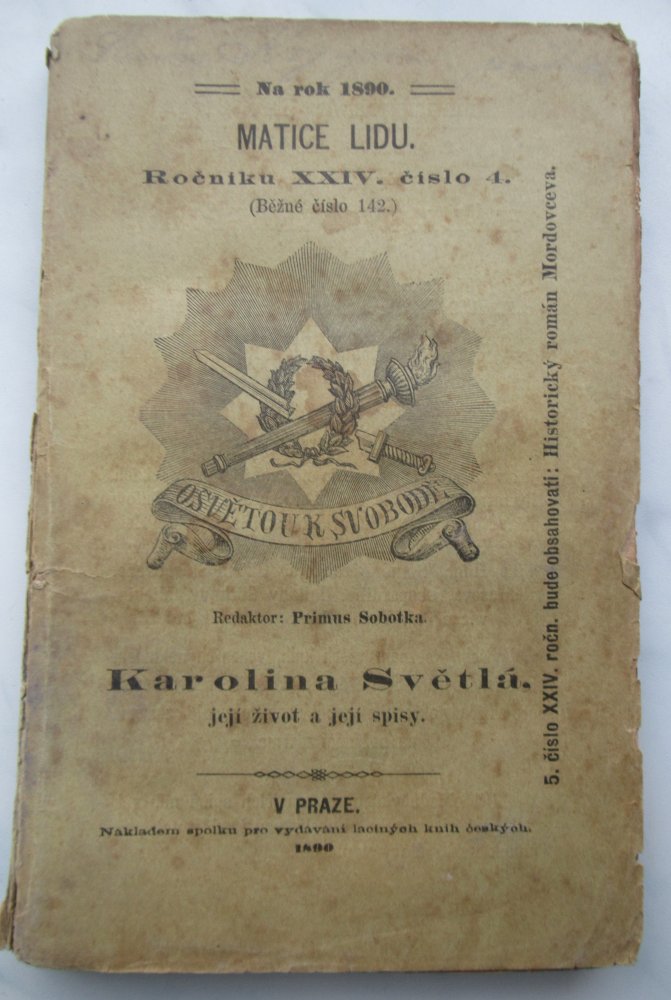 Na rok 1890.
MATICE LIDU.
Ročníku XXIV. číslo 4.
(Běžné číslo 142.)
OSVĚTOU K SVOBODĚ.
Redaktor: Primus Sobotka.
Karolina Světlá,
její život a její spisy.
V PRAZE.
Nákladem spolku pro vydávání laciných knih českých.
1890
5. číslo XXIV. ročn. bude obsahovati: Historický román Mordovceva.